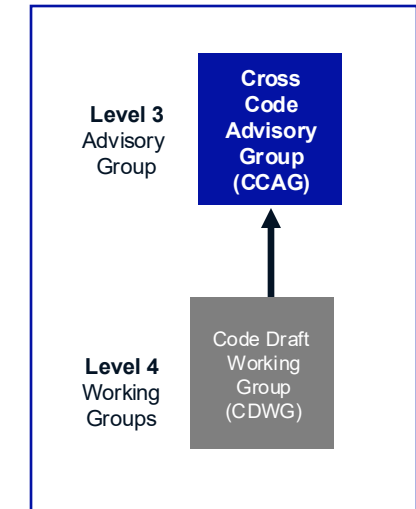 Level 3
Advisory
Group
Cross
Code
Advisory
Group
(CCAG)
Level 4
Working
Groups
Code Draft
Working
Group
(CDWG)